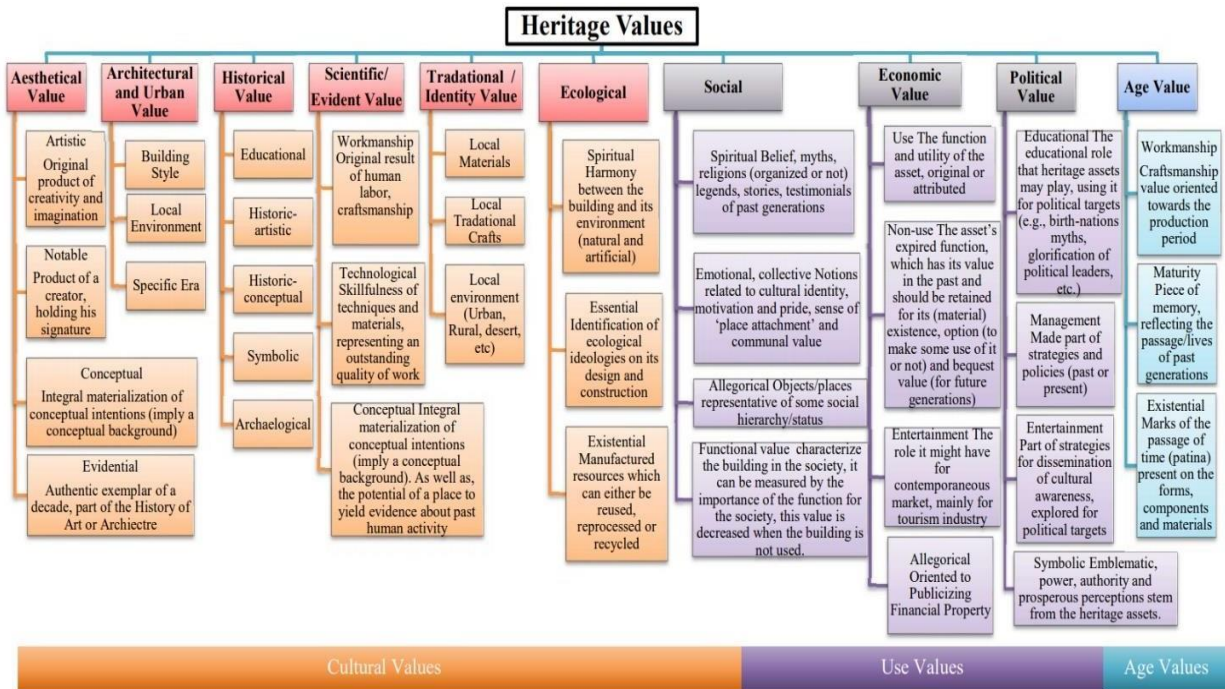 Heritage Values
Aesthetical
Value
Artistic
Original
product of
creativity and
imagination
Notable
Product of a
creator,
holding his
signature
Conceptual
Integral materialization of
conceptual intentions (imply a
conceptual background)
Evidential
Authentic exemplar of a
decade, part of the History of
Art or Archiectre
Architectural
and Urban
Value
Building
Style
Local
Environment
Specific Era
Historical
Value
Educational
Historic-
artistic
Historic-
conceptual
Symbolic
Archaelogical
Scientific/
Evident Value
Workmanship
Original result
of human
labor,
craftsmanship
Technological
Skillfulness of
techniques and
materials,
representing an
outstanding
quality of work
Conceptual Integral
materialization of
conceptual intentions
(imply a conceptual
background). As well as,
the potential of a place to
yield evidence about past
human activity
Tradational /
Identity Value
Local
Materials
Local
Tradational
Crafts
Local
environment
(Urban,
Rural, desert,
etc)
Ecological
Spiritual
Harmony
between the
building and its
environment
(natural and
artificial)
Essential
Identification of
ecological
ideologies on its
design and
construction
Existential
Manufactured
resources which
can either be
reused,
reprocessed or
recycled
Social
Spiritual Belief, myths,
religions (organized or not)
legends, stories, testimonials
of past generations
Emotional, collective Notions
related to cultural identity,
motivation and pride, sense of
‘place attachment’ and
communal value
Allegorical Objects/places
representative of some social
hierarchy/status
Functional value characterize
the building in the society, it
can be measured by the
importance of the function for
the society, this value is
decreased when the building is
not used.
Economic
Value
Use The function
and utility of the
asset, original or
attributed
Non-use The asset’s
expired function,
which has its value
in the past and
should be retained
for its (material)
existence, option (to
make some use of it
or not) and bequest
value (for future
generations)
Entertainment The
role it might have for
contemporaneous
market, mainly for
tourism industry
Allegorical
Oriented to
Publicizing
Financial Property
Political
Value
Educational The
educational role
that heritage assets
may play, using it
for political targets
(e.g., birth-nations
myths,
glorification of
political leaders,
etc.)
Management
Made part of
strategies and
policies (past or
present)
Entertainment
Part of strategies
for dissemination
of cultural
awareness,
explored for
political targets
Symbolic Emblematic,
power, authority and
prosperous perceptions stem
from the heritage assets.
Age Value
Workmanship
Craftsmanship
value oriented
towards the
production
period
Maturity
Piece of
memory,
reflecting the
passage/lives
of past
generations
Existential
Marks of the
passage of
time (patina)
present on the
forms,
components
and materials
Cultural Values
Use Values
Age Values